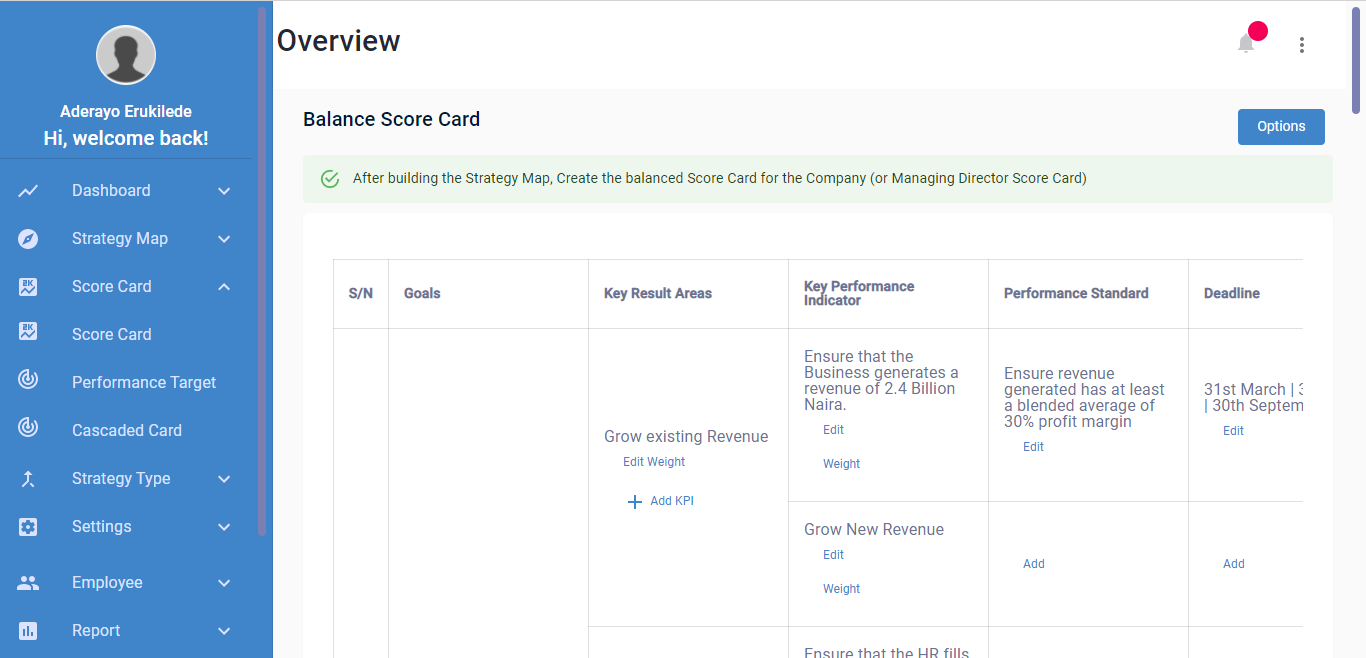 Aderayo Erukilede
Hi, welcome back!
Dashboard
Strategy Map
Score Card
Score Card
Performance Target
Cascaded Card
Strategy Type
Settings
Employee
Report
Overview
Balance Score Card
Options
After building the Strategy Map, Create the balanced Score Card for the Company (or Managing Director Score Card)
S/N
Goals
Key Result Areas
Key Performance
Indicator
Performance Standard
Deadline
Grow existing Revenue
Edit Weight
Add KPI
Ensure that the
Business generates a
revenue of 2.4 Billion
Naira.
Edit
Weight
Ensure revenue
generated has at least
a blended average of
30% profit margin
Edit
31st March |
| 30th Septem
Edit
Grow New Revenue
Edit
Weight
Add
Add
Ensure that the HR fills